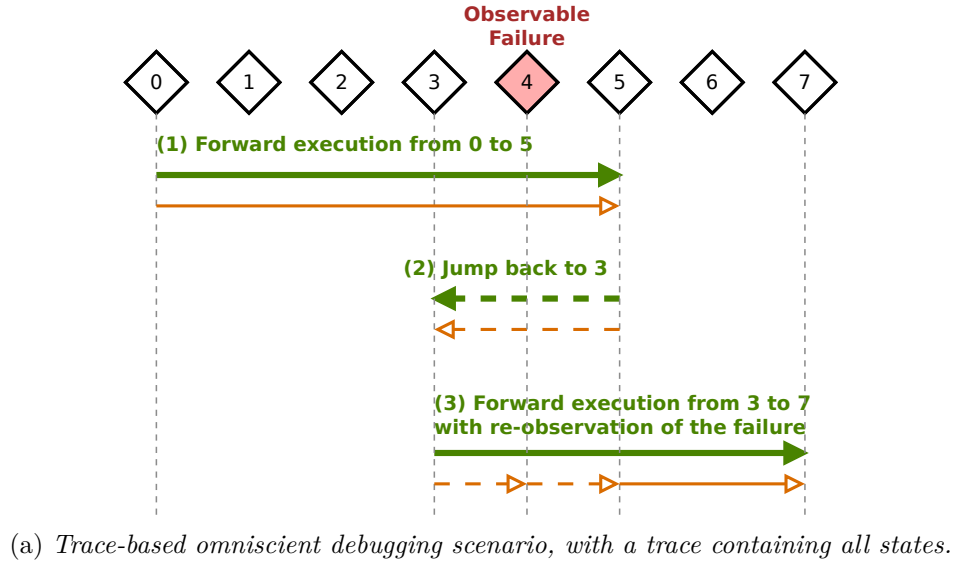 Observable
Failure
0 1 2 3 4 5 6 7
(1) Forward execution from 0 to 5
(2) Jump back to 3
(3) Forward execution from 3 to 7
with re-observation of the failure
(a) Trace-based omniscient debugging scenario, with a trace containing all states.